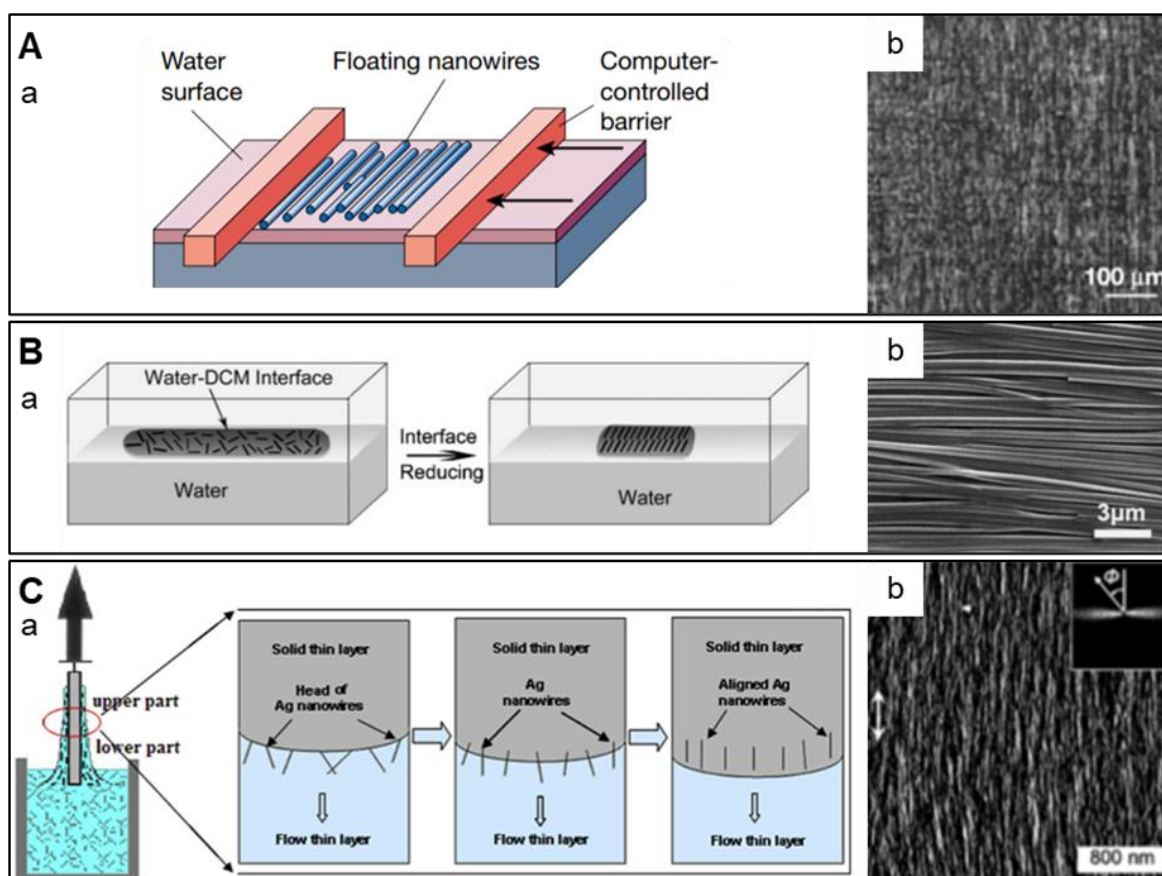 A
a
Water
surface
Floating nanowires
Computer-
controlled
barrier
b
100 μm
B
a
Water-DCM Interface
Water
Interface
Reducing
Water
b
3μm
C
a
upper part
lower part
Solid thin layer
Head of
Ag nanowires
Flow thin layer
Solid thin layer
Ag
nanowires
Flow thin layer
Solid thin layer
Aligned Ag
nanowires
Flow thin layer
b
Φ
800 nm